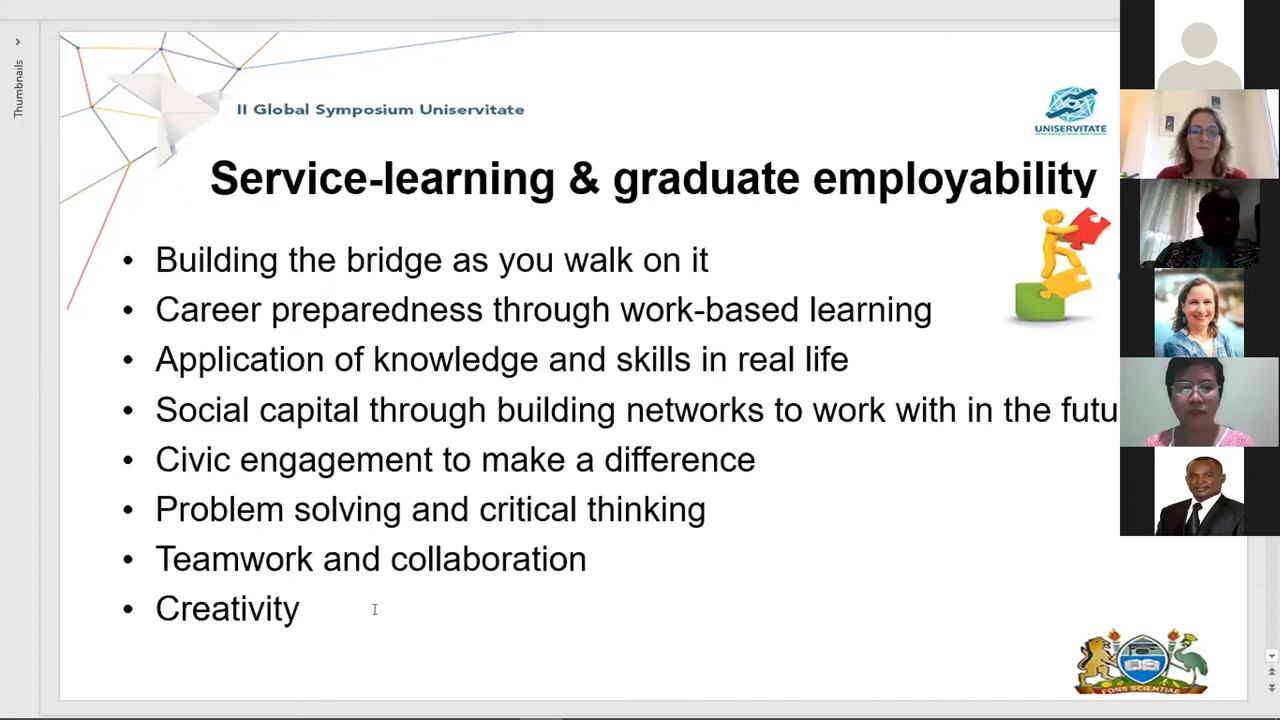 Thumbnails
II Global Symposium Uniservitate
UNISERVITATE
Service-learning & graduate employability
• Building the bridge as you walk on it
• Career preparedness through work-based learning
• Application of knowledge and skills in real life
• Social capital through building networks to work with in the futu
• Civic engagement to make a difference
• Problem solving and critical thinking
• Teamwork and collaboration
• Creativity
FONS SCIENTIAE